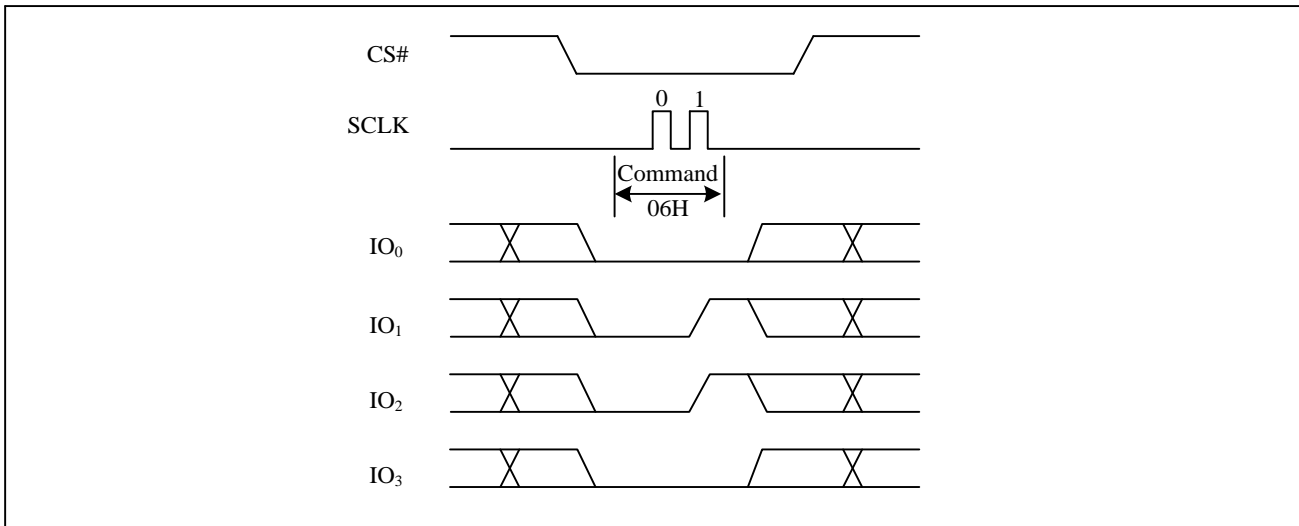 CS#
0 1
SCLK
Command
06H
IO₀
IO₁
IO₂
IO₃